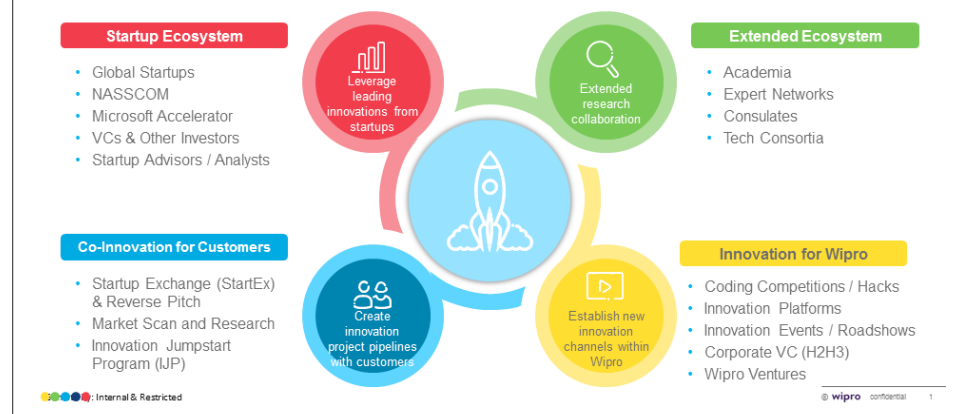 Startup Ecosystem
Global Startups
NASSCOM
Microsoft Accelerator
VCs & Other Investors
Startup Advisors / Analysts
Leverage
leading
innovations from
startups
Extended
research
collaboration
Extended Ecosystem
Academia
Expert Networks
Consulates
Tech Consortia
Co-Innovation for Customers
Startup Exchange (StartEx)
& Reverse Pitch
Market Scan and Research
Innovation Jumpstart
Program (IJP)
Create
innovation
project pipelines
with customers
Establish new
innovation
channels within
Wipro
Innovation for Wipro
Coding Competitions / Hacks
Innovation Platforms
Innovation Events / Roadshows
Corporate VC (H2H3)
Wipro Ventures
: Internal & Restricted
© wipro confidential 1